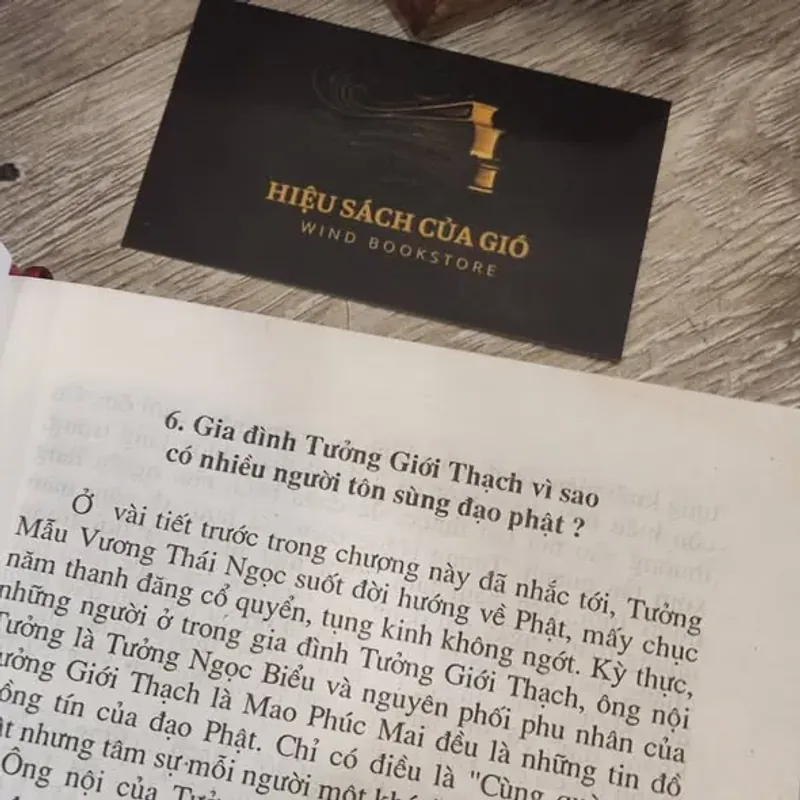 HIỆU SÁCH CỦA GIÓ
WIND BOOKSTORE
6. Gia đình Tưởng Giới Thạch vì sao
có nhiều người tôn sùng đạo phật ?
Ở vài tiết trước trong chương này đã nhắc tới, Tưởng
Mẫu Vương Thái Ngọc suốt đời hướng về Phật, mấy chục
năm thanh đăng cổ quyển, tụng kinh không ngớt. Kỳ thực,
những người ở trong gia đình Tưởng Giới Thạch, ông nội
Tưởng là Tưởng Ngọc Biểu và nguyên phối phu nhân của
Giới Thạch là Mao Phúc Mai đều là những tín đồ
tín của đạo Phật. Chỉ có điều là "Cùng
nhưng tâm sự mỗi người một
Ông nội của